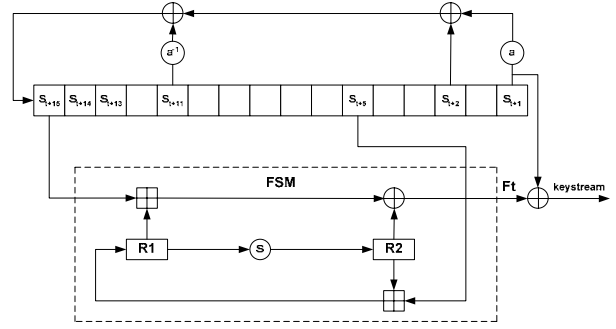 a⁻¹
a
S_{t+15} S_{t+14} S_{t+13} S_{t+11} S_{t+5} S_{t+2} S_{t+1}
FSM
Ft
keystream
R1
S
R2